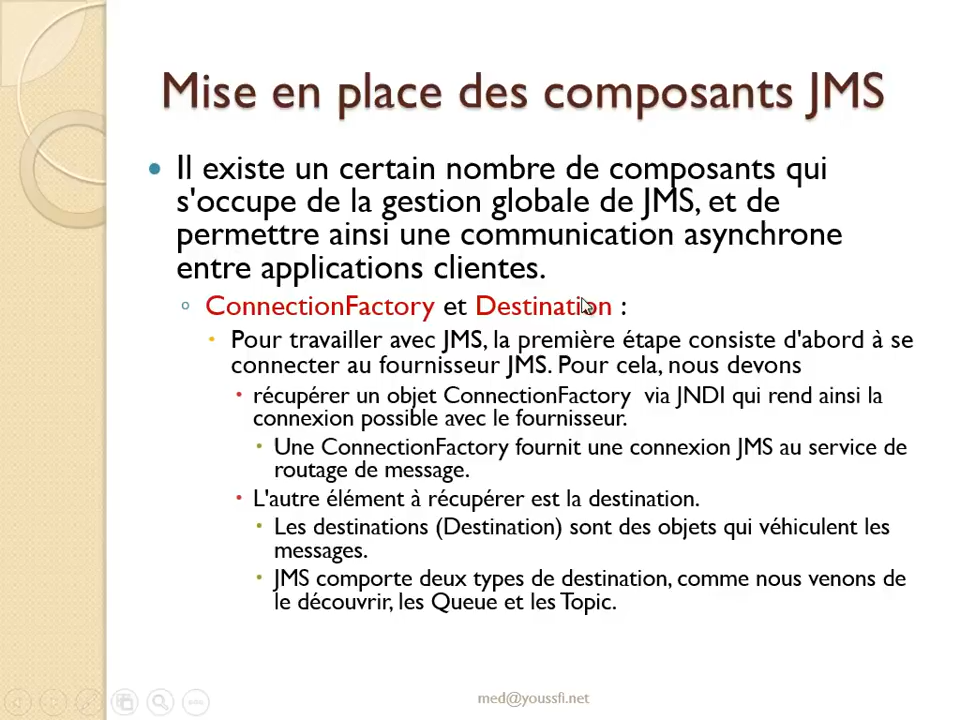 Mise en place des composants JMS
Il existe un certain nombre de composants qui
s'occupe de la gestion globale de JMS, et de
permettre ainsi une communication asynchrone
entre applications clientes.
ConnectionFactory et Destination :
Pour travailler avec JMS, la première étape consiste d'abord à se
connecter au fournisseur JMS. Pour cela, nous devons
récupérer un objet ConnectionFactory via JNDI qui rend ainsi la
connexion possible avec le fournisseur.
Une ConnectionFactory fournit une connexion JMS au service de
routage de message.
L'autre élément à récupérer est la destination.
Les destinations (Destination) sont des objets qui véhiculent les
messages.
JMS comporte deux types de destination, comme nous venons de
le découvrir, les Queue et les Topic.
med@youssfi.net